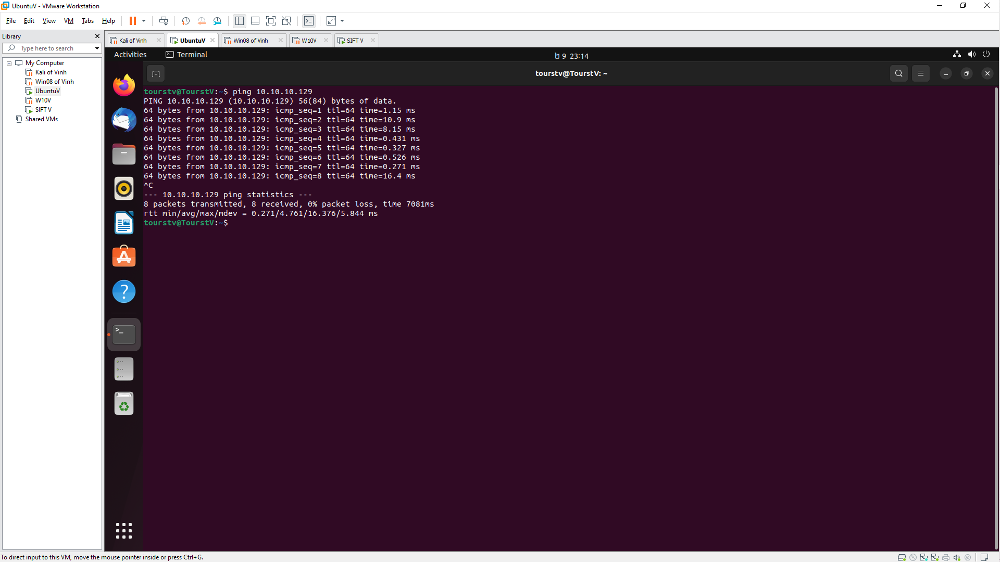 UbuntuV - VMware Workstation
File Edit View VM Tabs Help
Library
Type here to search
My Computer
Kali of Vinh
Win08 of Vinh
UbuntuV
W10V
SIFT V
Shared VMs
Kali of Vinh UbuntuV Win08 of Vinh W10V SIFT V
Activities Terminal 9 23:14
tourstv@TourstV: ~
tourstv@TourstV:~$ ping 10.10.10.129
PING 10.10.10.129 (10.10.10.129) 56(84) bytes of data.
64 bytes from 10.10.10.129: icmp_seq=1 ttl=64 time=1.15 ms
64 bytes from 10.10.10.129: icmp_seq=2 ttl=64 time=10.9 ms
64 bytes from 10.10.10.129: icmp_seq=3 ttl=64 time=8.15 ms
64 bytes from 10.10.10.129: icmp_seq=4 ttl=64 time=0.431 ms
64 bytes from 10.10.10.129: icmp_seq=5 ttl=64 time=0.327 ms
64 bytes from 10.10.10.129: icmp_seq=6 ttl=64 time=0.526 ms
64 bytes from 10.10.10.129: icmp_seq=7 ttl=64 time=0.271 ms
64 bytes from 10.10.10.129: icmp_seq=8 ttl=64 time=16.4 ms
^C
--- 10.10.10.129 ping statistics ---
8 packets transmitted, 8 received, 0% packet loss, time 7081ms
rtt min/avg/max/mdev = 0.271/4.761/16.376/5.844 ms
tourstv@TourstV:~$
To direct input to this VM, move the mouse pointer inside or press Ctrl+G.